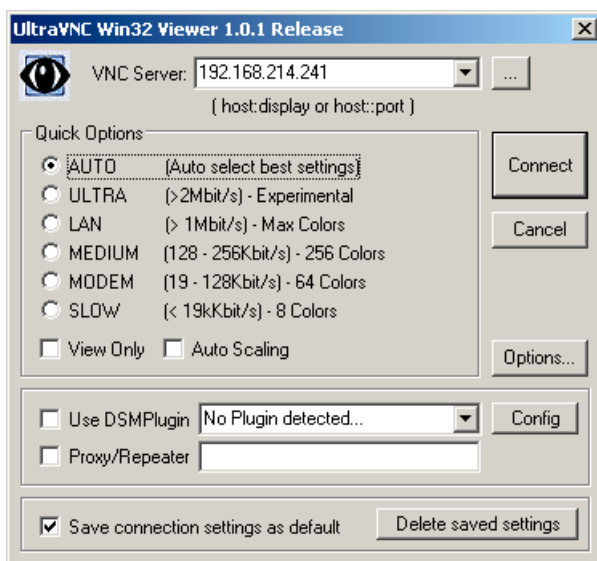 UltraVNC Win32 Viewer 1.0.1 Release
VNC Server: 192.168.214.241 ...
( host:display or host::port )
Quick Options
AUTO (Auto select best settings)
Connect
ULTRA (>2Mbit/s) - Experimental
LAN (> 1Mbit/s) - Max Colors
Cancel
MEDIUM (128 - 256Kbit/s) - 256 Colors
MODEM (19 - 128Kbit/s) - 64 Colors
SLOW (< 19kKbit/s) - 8 Colors
View Only Auto Scaling
Options...
Use DSMPlugin No Plugin detected... Config
Proxy/Repeater
Save connection settings as default Delete saved settings